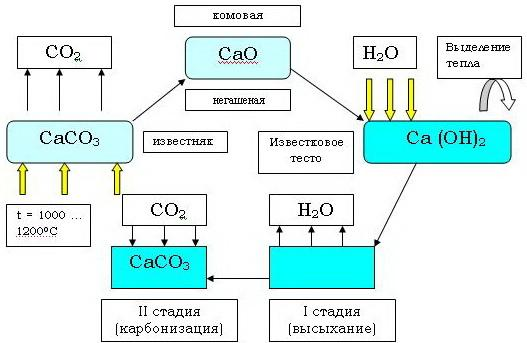 комовая
CO₂
CaO
H₂O
Выделение
тепла
негашеная
CaCO₃
известняк
Известковое
тесто
Ca (OH)₂
t = 1000 ...
1200⁰C
CO₂
H₂O
CaCO₃
II стадия
(карбонизация)
I стадия
(высыхание)